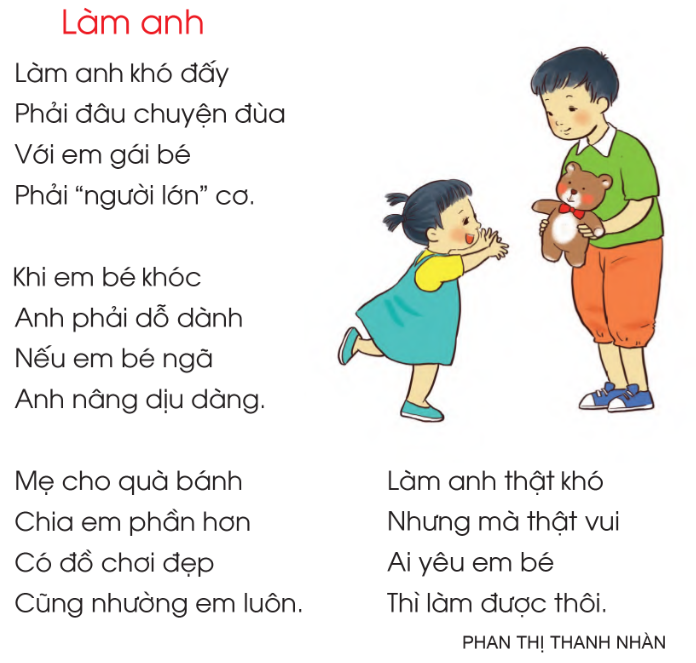 Làm anh
Làm anh khó đấy
Phải đâu chuyện đùa
Với em gái bé
Phải “người lớn” cơ.
Khi em bé khóc
Anh phải dỗ dành
Nếu em bé ngã
Anh nâng dịu dàng.
Mẹ cho quà bánh
Chia em phần hơn
Có đồ chơi đẹp
Cũng nhường em luôn.
Làm anh thật khó
Nhưng mà thật vui
Ai yêu em bé
Thì làm được thôi.
PHAN THỊ THANH NHÀN